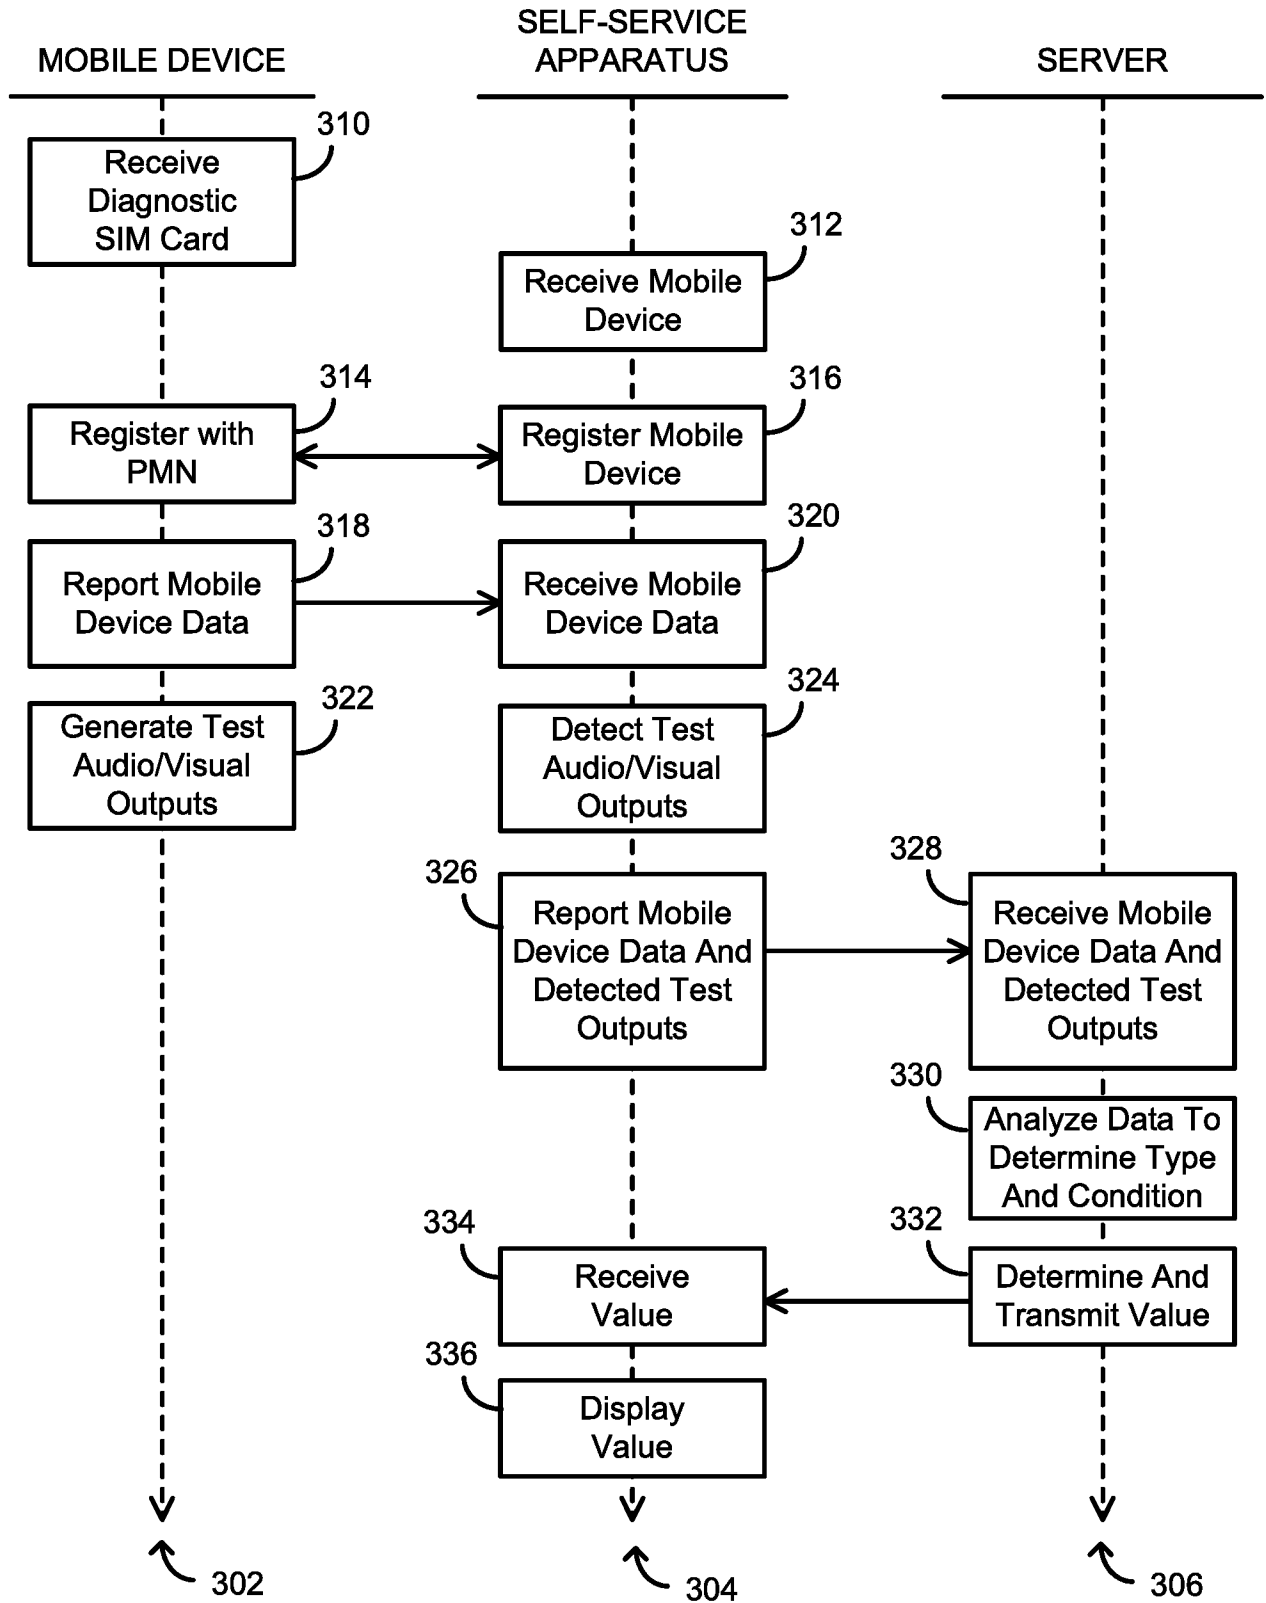 MOBILE DEVICE
SELF-SERVICE
APPARATUS
SERVER
310
Receive
Diagnostic
SIM Card
312
Receive Mobile
Device
314
Register with
PMN
316
Register Mobile
Device
318
Report Mobile
Device Data
320
Receive Mobile
Device Data
322
Generate Test
Audio/Visual
Outputs
324
Detect Test
Audio/Visual
Outputs
326
Report Mobile
Device Data And
Detected Test
Outputs
328
Receive Mobile
Device Data And
Detected Test
Outputs
330
Analyze Data To
Determine Type
And Condition
332
Determine And
Transmit Value
334
Receive
Value
336
Display
Value
302
304
306